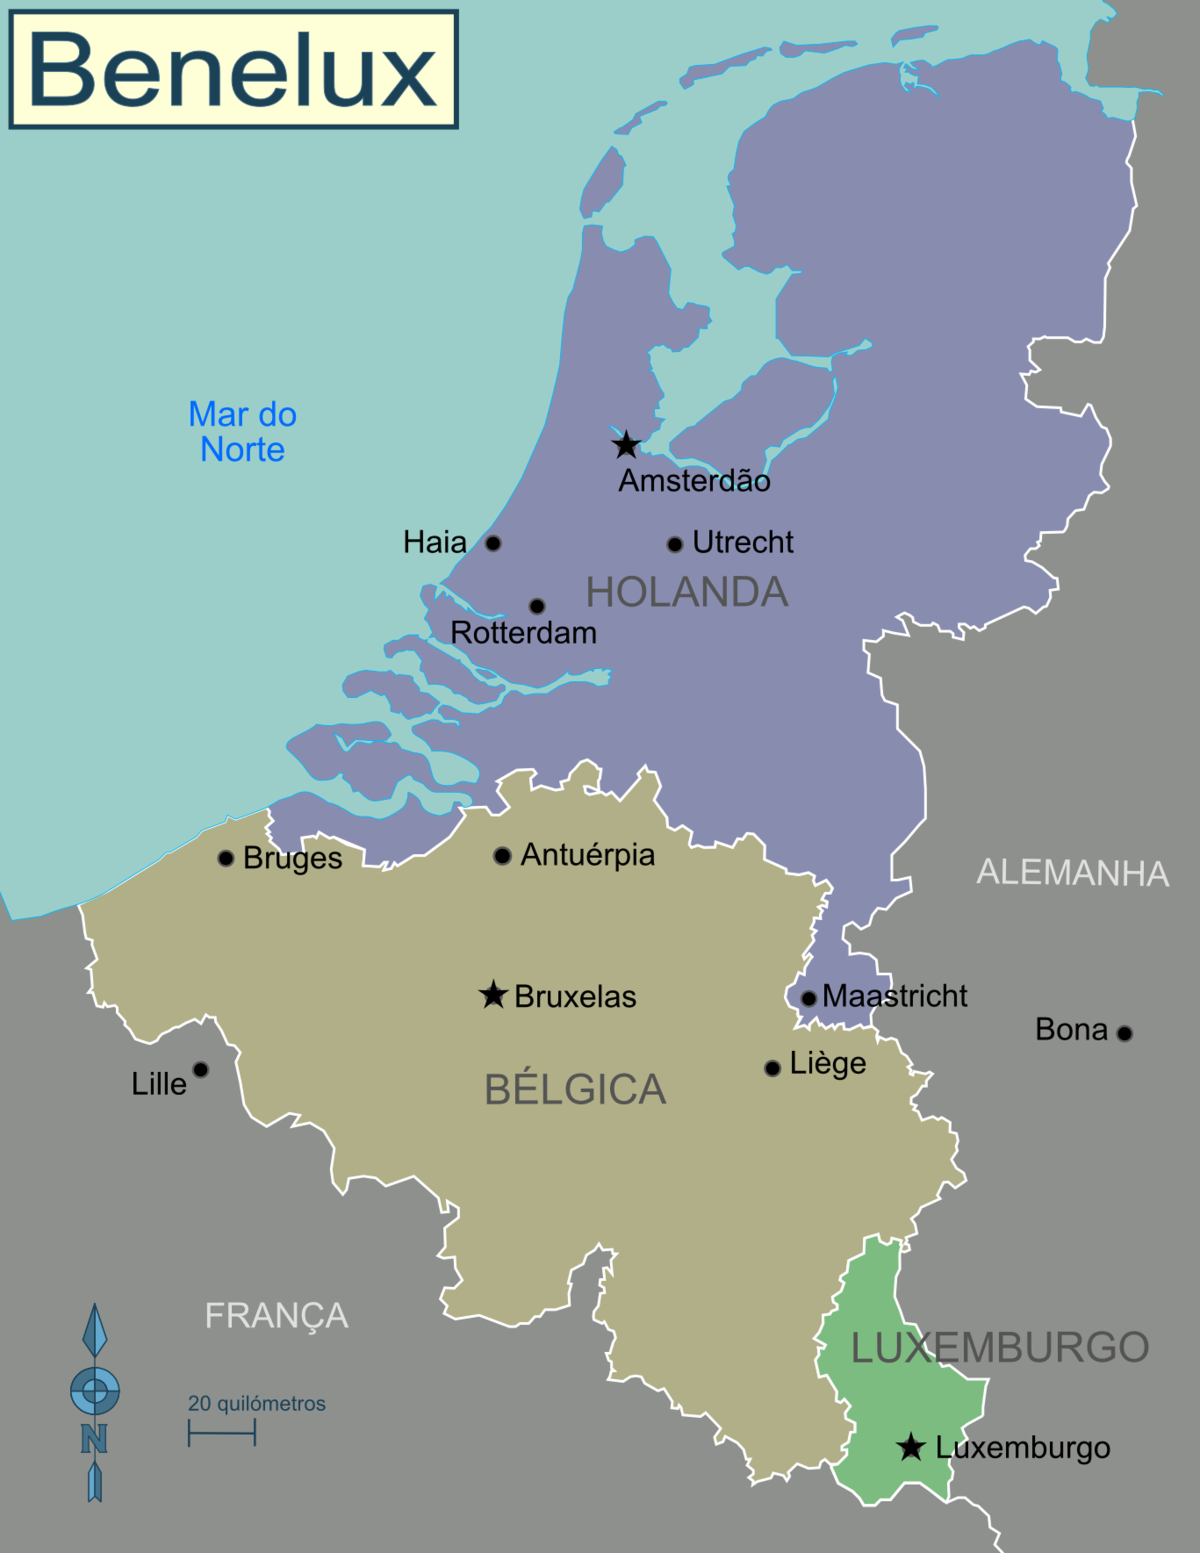 Benelux
Mar do
Norte
Amsterdão
Haia
Utrecht
HOLANDA
Rotterdam
Bruges
Antuérpia
ALEMANHA
Bruxelas
Maastricht
Bona
Liège
Lille
BÉLGICA
FRANÇA
LUXEMBURGO
20 quilómetros
N
Luxemburgo